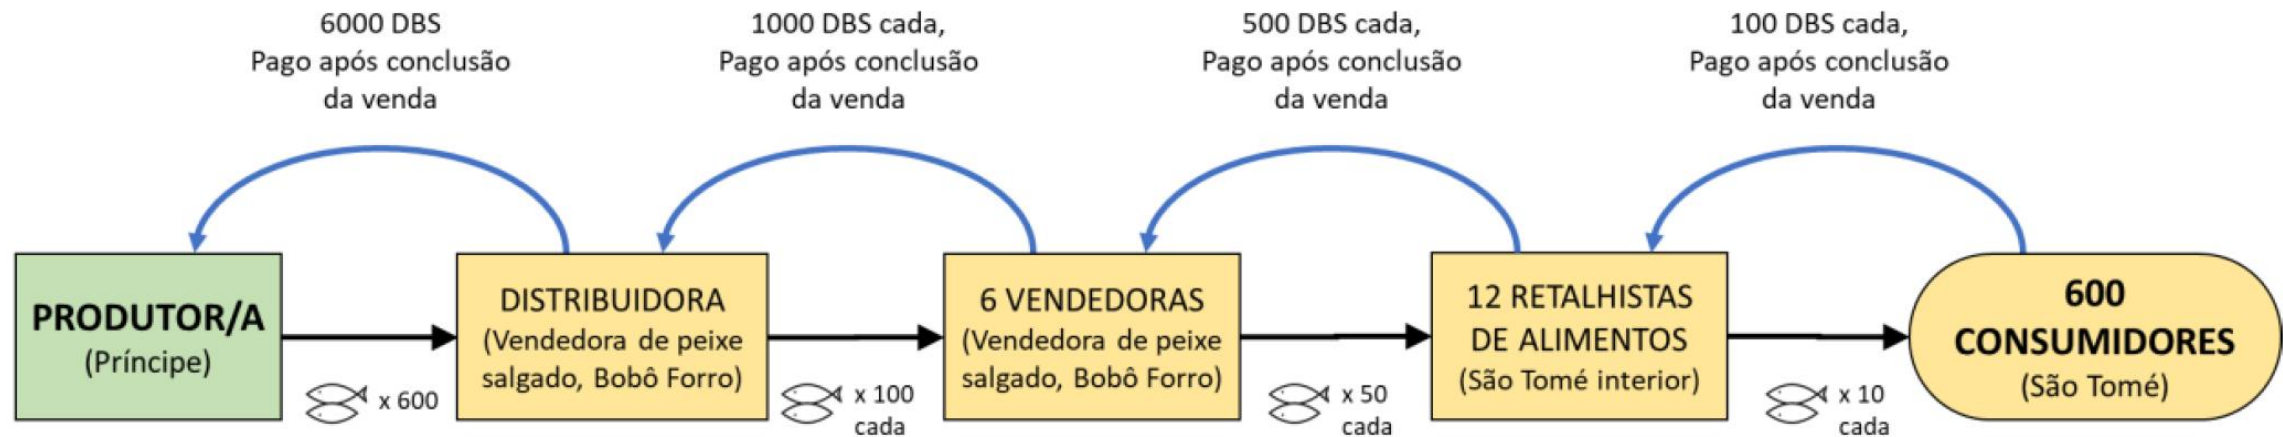 6000 DBS
Pago após conclusão
da venda
1000 DBS cada,
Pago após conclusão
da venda
500 DBS cada,
Pago após conclusão
da venda
100 DBS cada,
Pago após conclusão
da venda
PRODUTOR/A
(Príncipe)
x 600
DISTRIBUIDORA
(Vendedora de peixe
salgado, Bobô Forro)
x 100
cada
6 VENDEDORAS
(Vendedora de peixe
salgado, Bobô Forro)
x 50
cada
12 RETALHISTAS
DE ALIMENTOS
(São Tomé interior)
x 10
cada
600
CONSUMIDORES
(São Tomé)